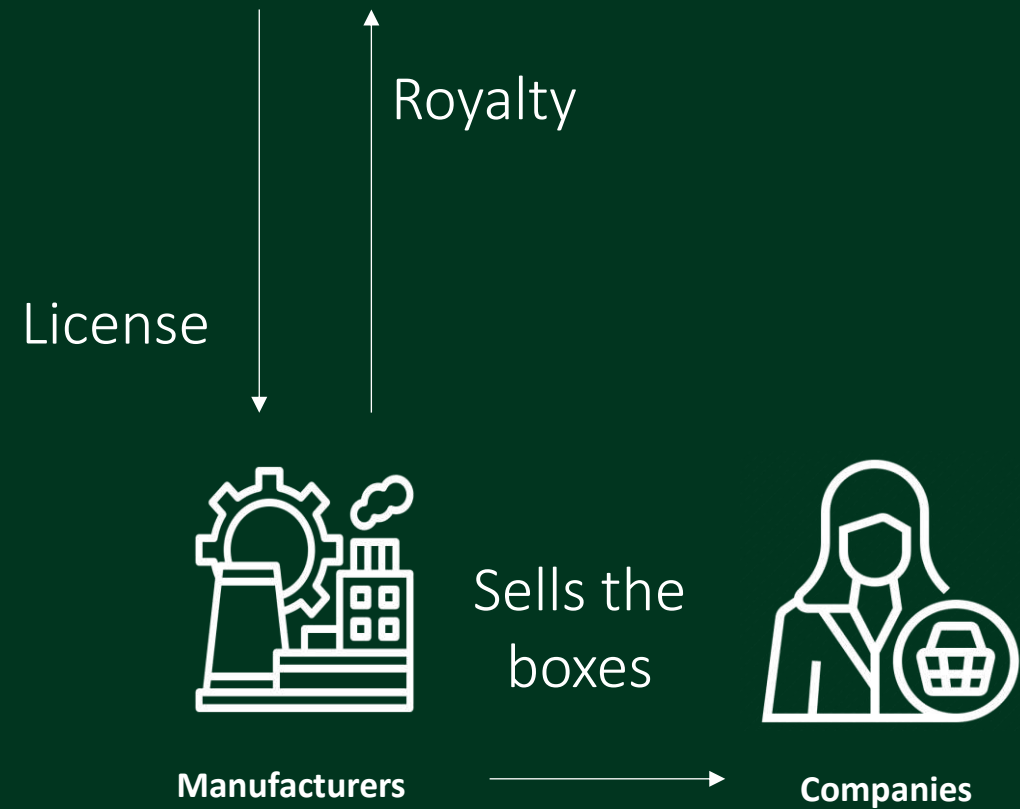 Royalty
License
Sells the
boxes
Manufacturers
Companies